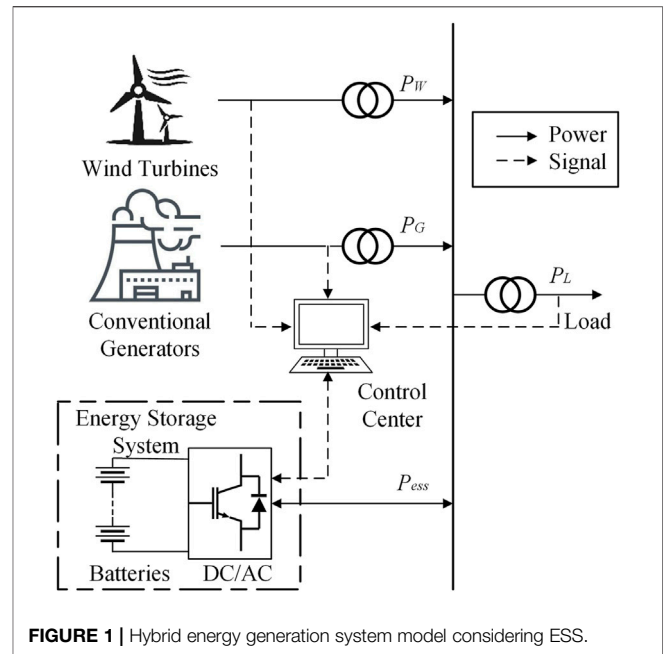 P_W
Power
Signal
Wind Turbines
P_G
P_L
Conventional
Generators
Load
Control
Center
Energy Storage
System
P_ess
Batteries
DC/AC
FIGURE 1 | Hybrid energy generation system model considering ESS.